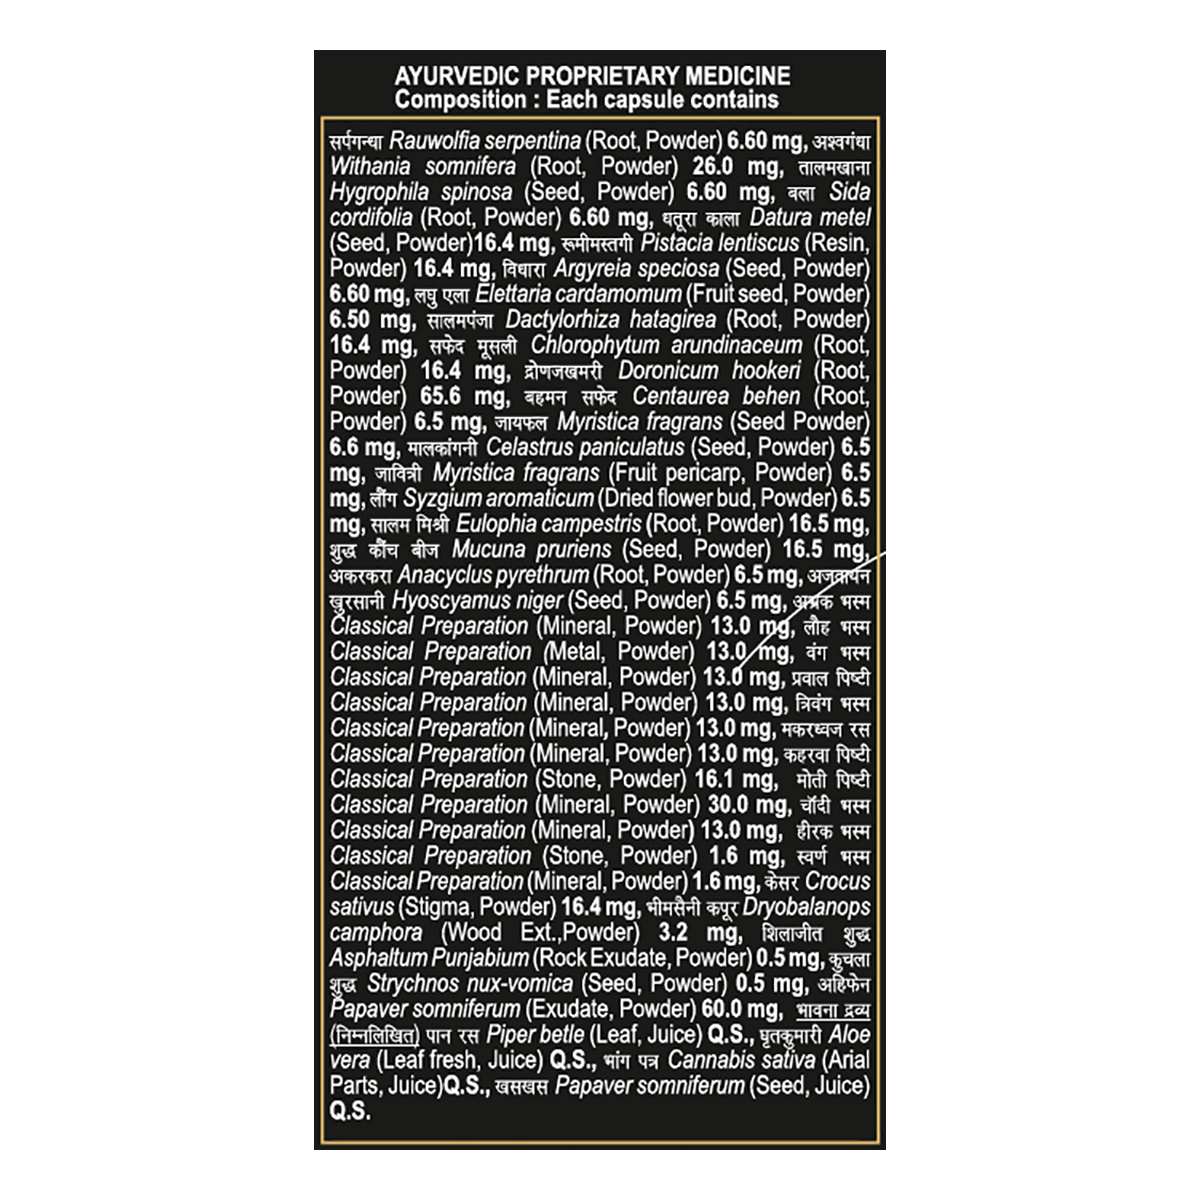 AYURVEDIC PROPRIETARY MEDICINE
Composition : Each capsule contains
सर्पगन्धा Rauwolfia serpentina (Root, Powder) 6.60 mg, अश्वगंधा
Withania somnifera (Root, Powder) 26.0 mg, तालमखाना
Hygrophila spinosa (Seed, Powder) 6.60 mg, बला Sida
cordifolia (Root, Powder) 6.60 mg, धतूरा काला Datura metel
(Seed, Powder)16.4 mg, रूमीमस्तगी Pistacia lentiscus (Resin,
Powder) 16.4 mg, विधारा Argyreia speciosa (Seed, Powder)
6.60 mg, लघु एला Elettaria cardamomum (Fruit seed, Powder)
6.50 mg, सालमपंजा Dactylorhiza hatagirea (Root, Powder)
16.4 mg, सफेद मूसली Chlorophytum arundinaceum (Root,
Powder) 16.4 mg, द्रोणजखमरी Doronicum hookeri (Root,
Powder) 65.6 mg, बहमन सफेद Centaurea behen (Root,
Powder) 6.5 mg, जायफल Myristica fragrans (Seed Powder)
6.6 mg, मालकांगनी Celastrus paniculatus (Seed, Powder) 6.5
mg, जावित्री Myristica fragrans (Fruit pericarp, Powder) 6.5
mg, लौंग Syzgium aromaticum (Dried flower bud, Powder) 6.5
mg, सालम मिश्री Eulophia campestris (Root, Powder) 16.5 mg,
शुद्ध कौंच बीज Mucuna pruriens (Seed, Powder) 16.5 mg,
अकरकरा Anacyclus pyrethrum (Root, Powder) 6.5 mg, अजवायन
खुरसानी Hyoscyamus niger (Seed, Powder) 6.5 mg, अभ्रक भस्म
Classical Preparation (Mineral, Powder) 13.0 mg, लौह भस्म
Classical Preparation (Metal, Powder) 13.0 mg, वंग भस्म
Classical Preparation (Mineral, Powder) 13.0 mg, प्रवाल पिष्टी
Classical Preparation (Mineral, Powder) 13.0 mg, त्रिवंग भस्म
Classical Preparation (Mineral, Powder) 13.0 mg, मकरध्वज रस
Classical Preparation (Mineral, Powder) 13.0 mg, कहरवा पिष्टी
Classical Preparation (Stone, Powder) 16.1 mg, मोती पिष्टी
Classical Preparation (Mineral, Powder) 30.0 mg, चॉंदी भस्म
Classical Preparation (Mineral, Powder) 13.0 mg, हीरक भस्म
Classical Preparation (Stone, Powder) 1.6 mg, स्वर्ण भस्म
Classical Preparation (Mineral, Powder) 1.6 mg, केसर Crocus
sativus (Stigma, Powder) 16.4 mg, भीमसैनी कपूर Dryobalanops
camphora (Wood Ext.,Powder) 3.2 mg, शिलाजीत शुद्ध
Asphaltum Punjabium (Rock Exudate, Powder) 0.5 mg, कुचला
शुद्ध Strychnos nux-vomica (Seed, Powder) 0.5 mg, अहिफेन
Papaver somniferum (Exudate, Powder) 60.0 mg, भावना द्रव्य
(निम्नलिखित) पान रस Piper betle (Leaf, Juice) Q.S., घृतकुमारी Aloe
vera (Leaf fresh, Juice) Q.S., भांग पत्र Cannabis sativa (Arial
Parts, Juice)Q.S., खसखस Papaver somniferum (Seed, Juice)
Q.S.